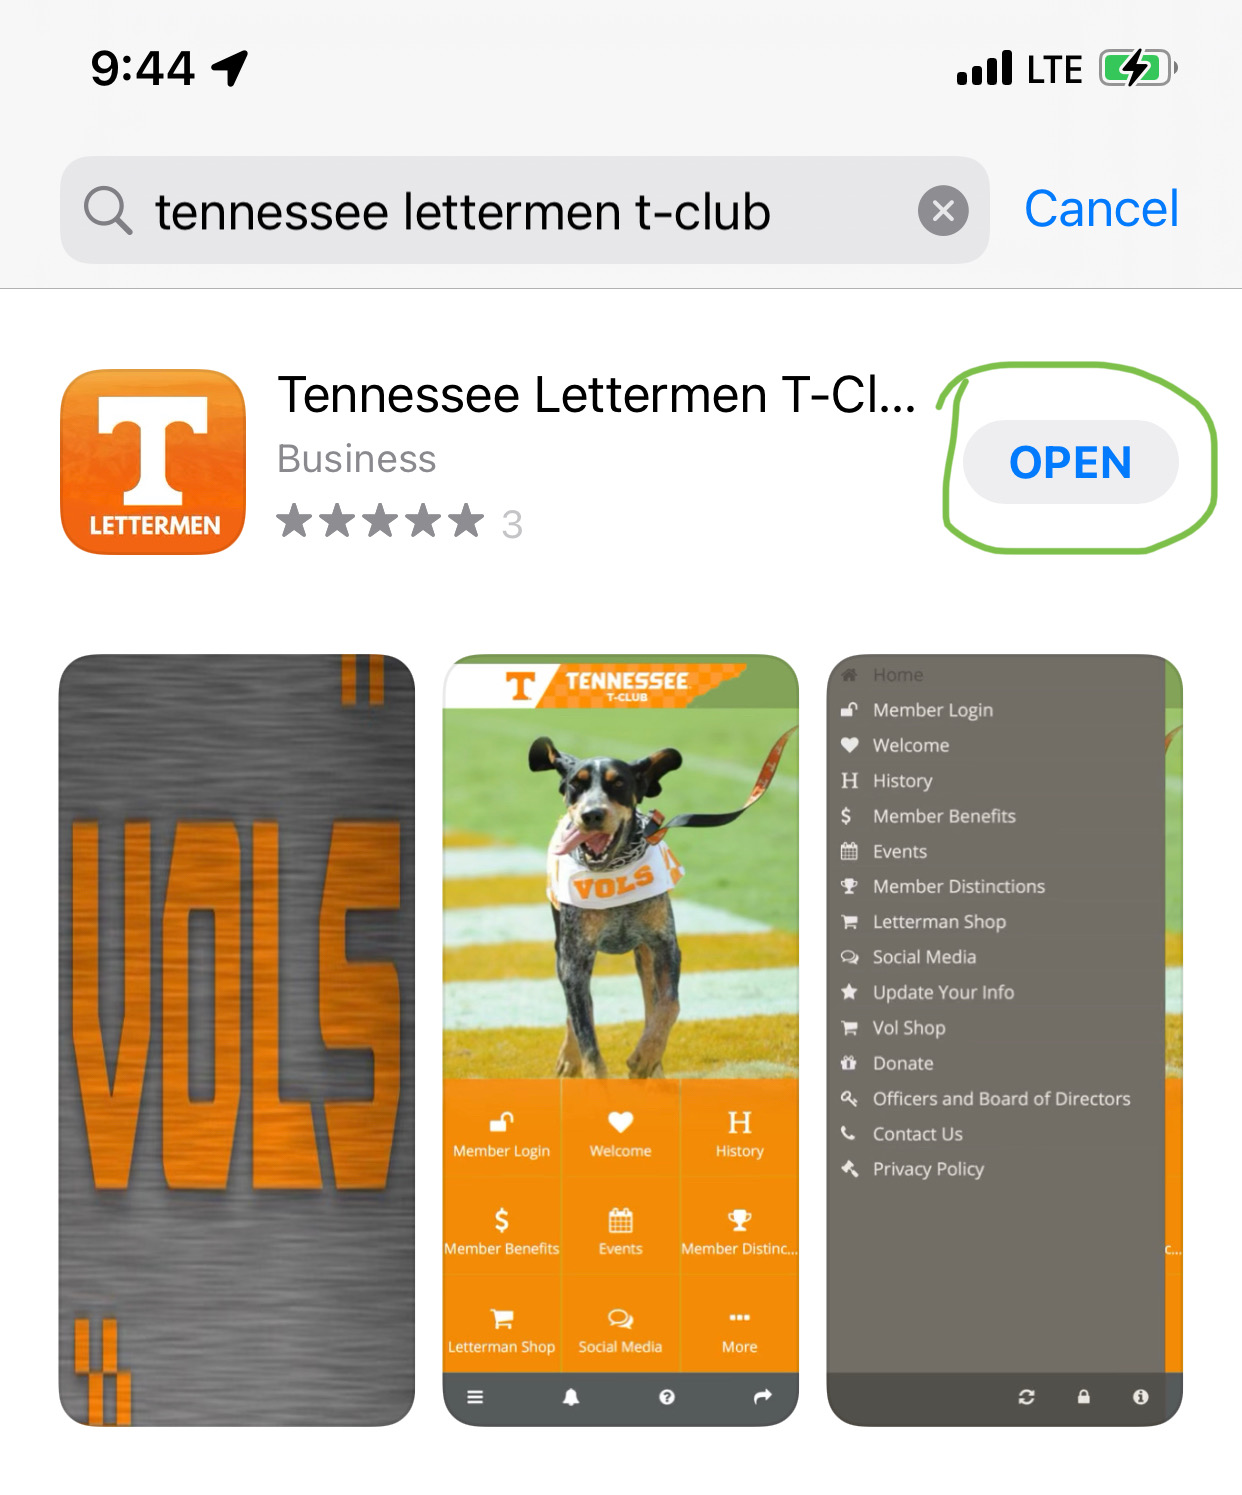 9:44
LTE
tennessee lettermen t-club
Cancel
Tennessee Lettermen T-Cl...
Business
3
OPEN
T
LETTERMEN
VOLS
T TENNESSEE
T-CLUB
VOLS
Member Login
Welcome
History
Member Benefits
Events
Member Distinc...
Letterman Shop
Social Media
More
Home
Member Login
Welcome
History
Member Benefits
Events
Member Distinctions
Letterman Shop
Social Media
Update Your Info
Vol Shop
Donate
Officers and Board of Directors
Contact Us
Privacy Policy
c...